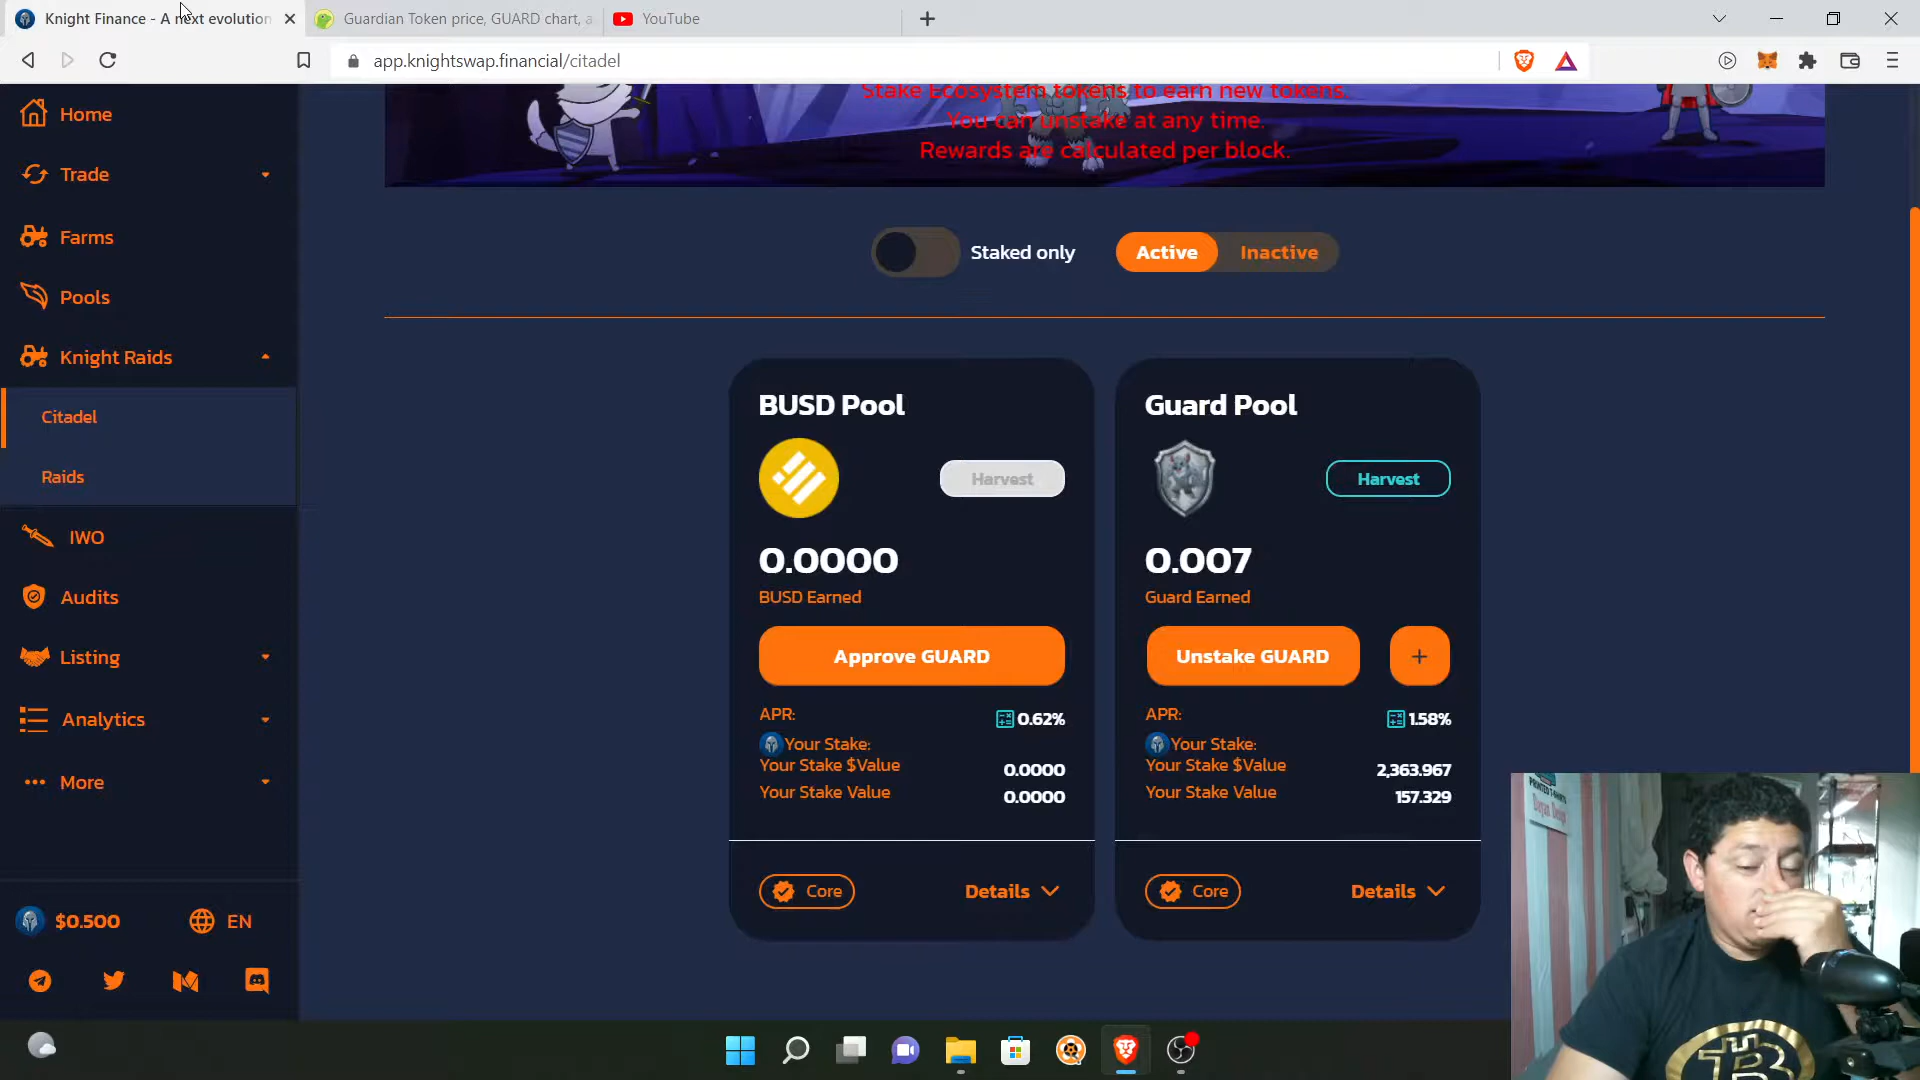 Knight Finance - A next evolution
Guardian Token price, GUARD chart, a
YouTube
app.knightswap.financial/citadel
Home
Trade
Farms
Pools
Knight Raids
Citadel
Raids
IWO
Audits
Listing
Analytics
More
$0.500
EN
Stake Ecosystem tokens to earn new tokens.
You can unstake at any time.
Rewards are calculated per block.
Staked only
Active
Inactive
BUSD Pool
Harvest
0.0000
BUSD Earned
Approve GUARD
APR:
0.62%
Your Stake:
Your Stake $Value
0.0000
Your Stake Value
0.0000
Core
Details
Guard Pool
Harvest
0.007
Guard Earned
Unstake GUARD
+
APR:
1.58%
Your Stake:
Your Stake $Value
2,363.967
Your Stake Value
157.329
Core
Details
PRINTED T-SHIRTS